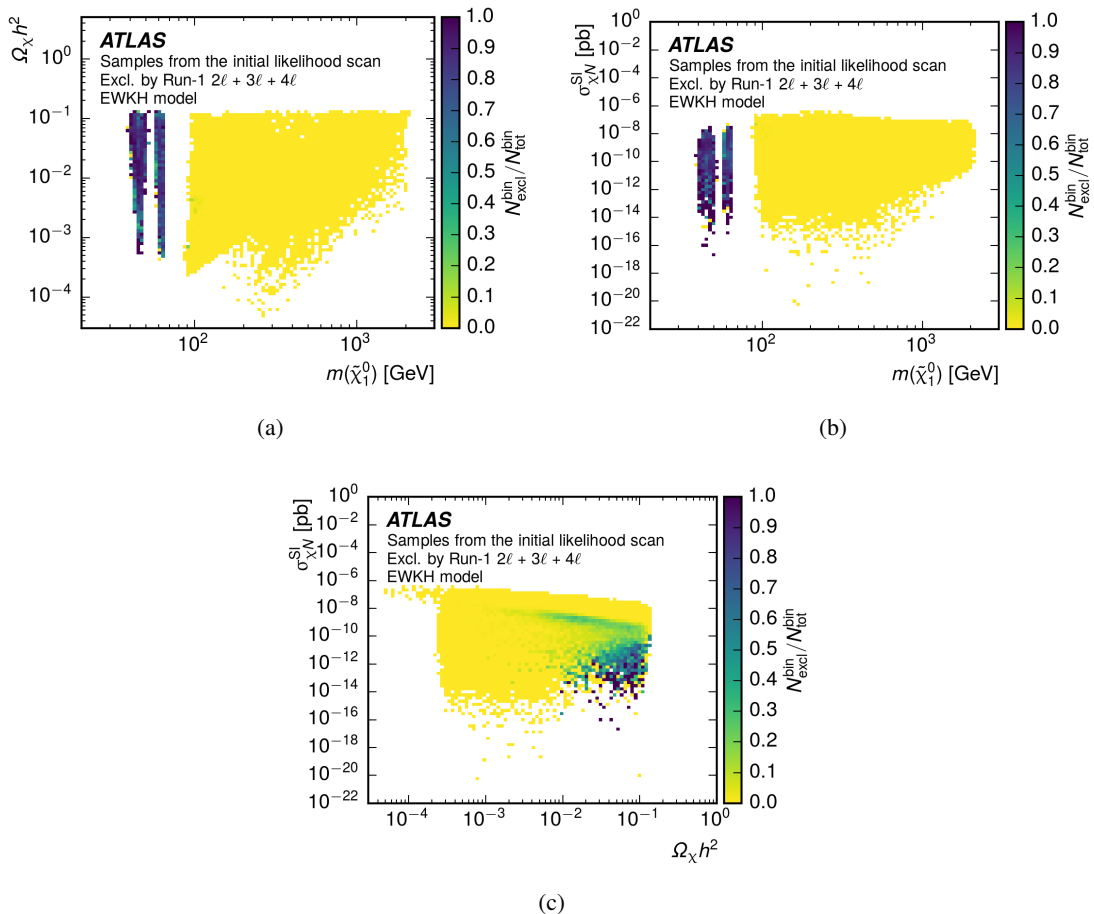 ATLAS
Samples from the initial likelihood scan
Excl. by Run-1 2ℓ + 3ℓ + 4ℓ
EWKH model
Ω_χ h²
10⁰
10⁻¹
10⁻²
10⁻³
10⁻⁴
10² 10³
m(χ̃₁⁰) [GeV]
1.0
0.9
0.8
0.7
0.6
0.5
0.4
0.3
0.2
0.1
0.0
N_excl^bin / N_tot^bin
(a)
ATLAS
Samples from the initial likelihood scan
Excl. by Run-1 2ℓ + 3ℓ + 4ℓ
EWKH model
σ_χN^SI [pb]
10⁰
10⁻²
10⁻⁴
10⁻⁶
10⁻⁸
10⁻¹⁰
10⁻¹²
10⁻¹⁴
10⁻¹⁶
10⁻¹⁸
10⁻²⁰
10⁻²²
10² 10³
m(χ̃₁⁰) [GeV]
1.0
0.9
0.8
0.7
0.6
0.5
0.4
0.3
0.2
0.1
0.0
N_excl^bin / N_tot^bin
(b)
ATLAS
Samples from the initial likelihood scan
Excl. by Run-1 2ℓ + 3ℓ + 4ℓ
EWKH model
σ_χN^SI [pb]
10⁰
10⁻²
10⁻⁴
10⁻⁶
10⁻⁸
10⁻¹⁰
10⁻¹²
10⁻¹⁴
10⁻¹⁶
10⁻¹⁸
10⁻²⁰
10⁻²²
10⁻⁴ 10⁻³ 10⁻² 10⁻¹ 10⁰
Ω_χ h²
1.0
0.9
0.8
0.7
0.6
0.5
0.4
0.3
0.2
0.1
0.0
N_excl^bin / N_tot^bin
(c)